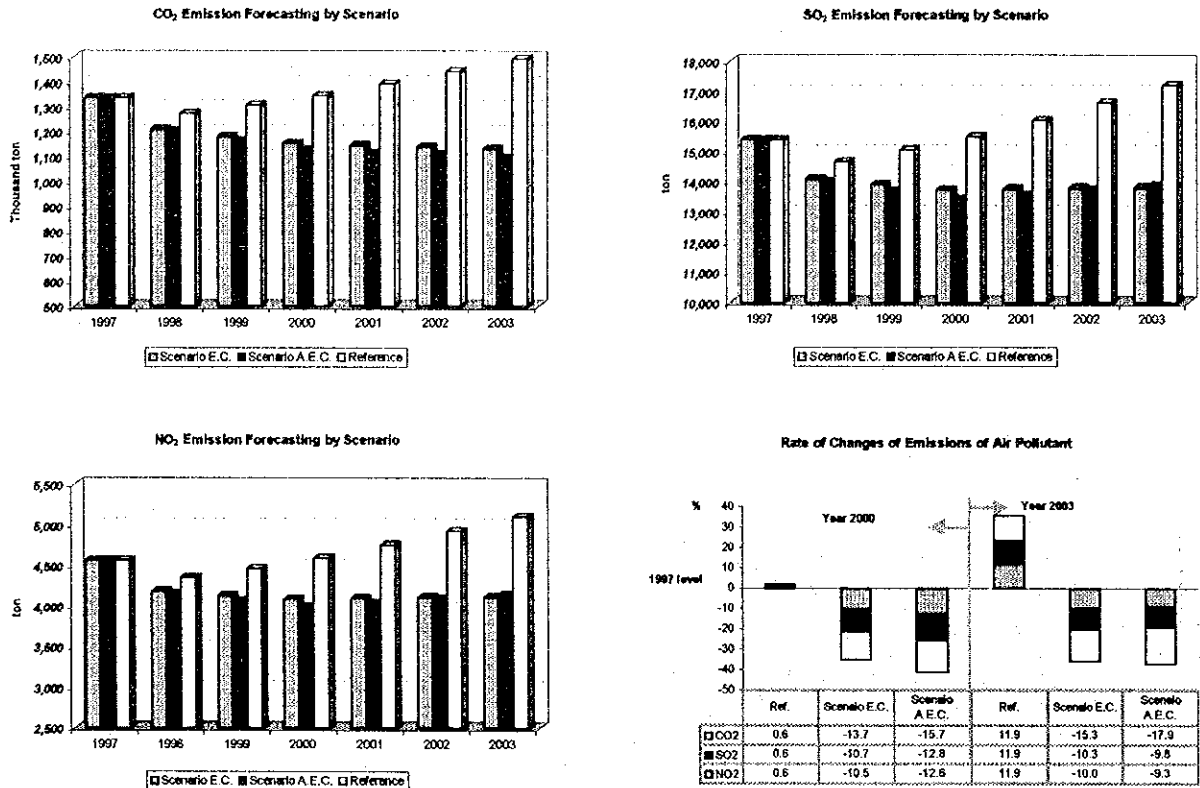 CO₂ Emission Forecasting by Scenario
1,500
1,400
1,300
1,200
1,100
1,000
900
800
700
600
500
Thousand ton
1997 1998 1999 2000 2001 2002 2003
Scenario E.C. Scenario A.E.C. Reference
SO₂ Emission Forecasting by Scenario
18,000
17,000
16,000
15,000
14,000
13,000
12,000
11,000
10,000
ton
1997 1998 1999 2000 2001 2002 2003
Scenario E.C. Scenario A.E.C. Reference
NO₂ Emission Forecasting by Scenario
5,500
5,000
4,500
4,000
3,500
3,000
2,500
ton
1997 1998 1999 2000 2001 2002 2003
Scenario E.C. Scenario A.E.C. Reference
Rate of Changes of Emissions of Air Pollutant
%
Year 2000
Year 2003
40
30
20
10
1997 level 0
-10
-20
-30
-40
-50
Ref. Scenaio E.C. Scenaio A.E.C. Ref. Scenaio E.C. Scenaio A.E.C.
CO2 0.6 -13.7 -15.7 11.9 -15.3 -17.9
SO2 0.6 -10.7 -12.8 11.9 -10.3 -9.8
NO2 0.6 -10.5 -12.6 11.9 -10.0 -9.3